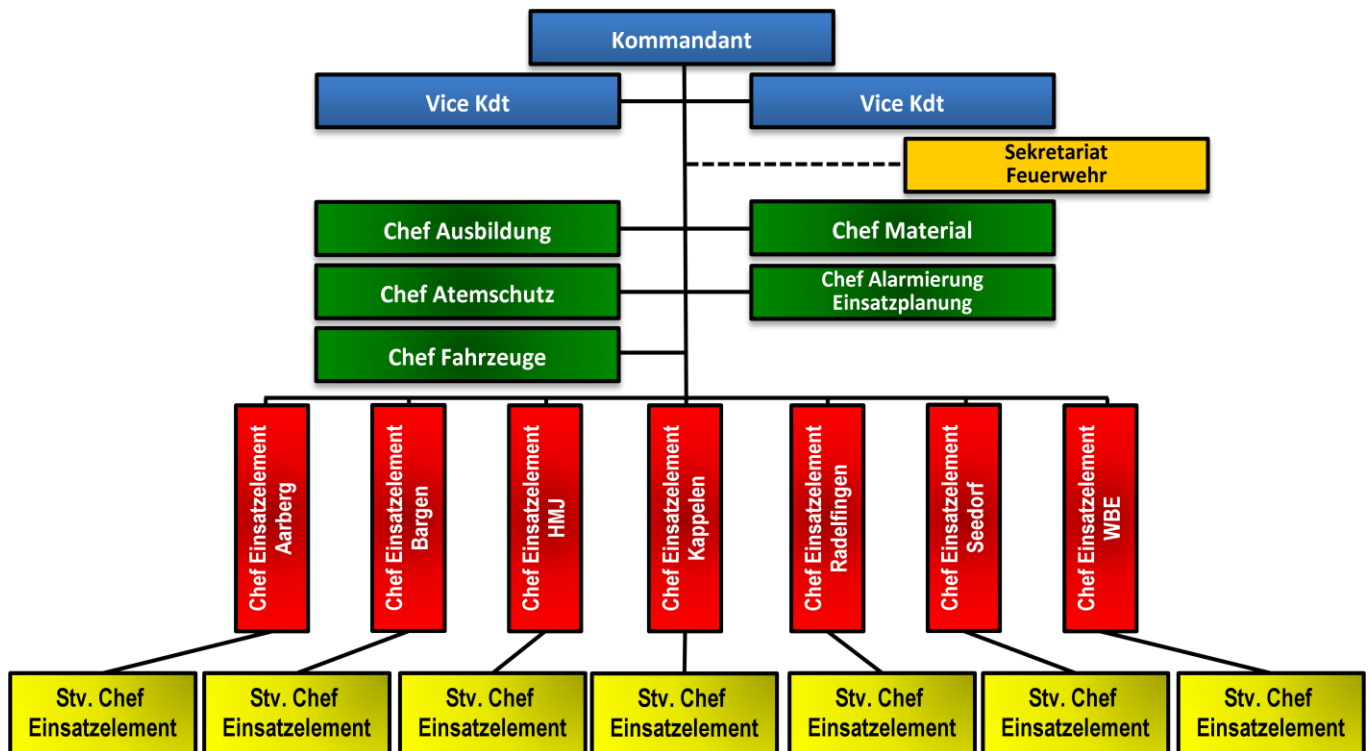 Kommandant
Vice Kdt
Vice Kdt
Sekretariat
Feuerwehr
Chef Ausbildung
Chef Material
Chef Atemschutz
Chef Alarmierung
Einsatzplanung
Chef Fahrzeuge
Chef Einsatzelement
Aarberg
Chef Einsatzelement
Bargen
Chef Einsatzelement
HMJ
Chef Einsatzelement
Kappelen
Chef Einsatzelement
Radelfingen
Chef Einsatzelement
Seedorf
Chef Einsatzelement
WBE
Stv. Chef
Einsatzelement
Stv. Chef
Einsatzelement
Stv. Chef
Einsatzelement
Stv. Chef
Einsatzelement
Stv. Chef
Einsatzelement
Stv. Chef
Einsatzelement
Stv. Chef
Einsatzelement